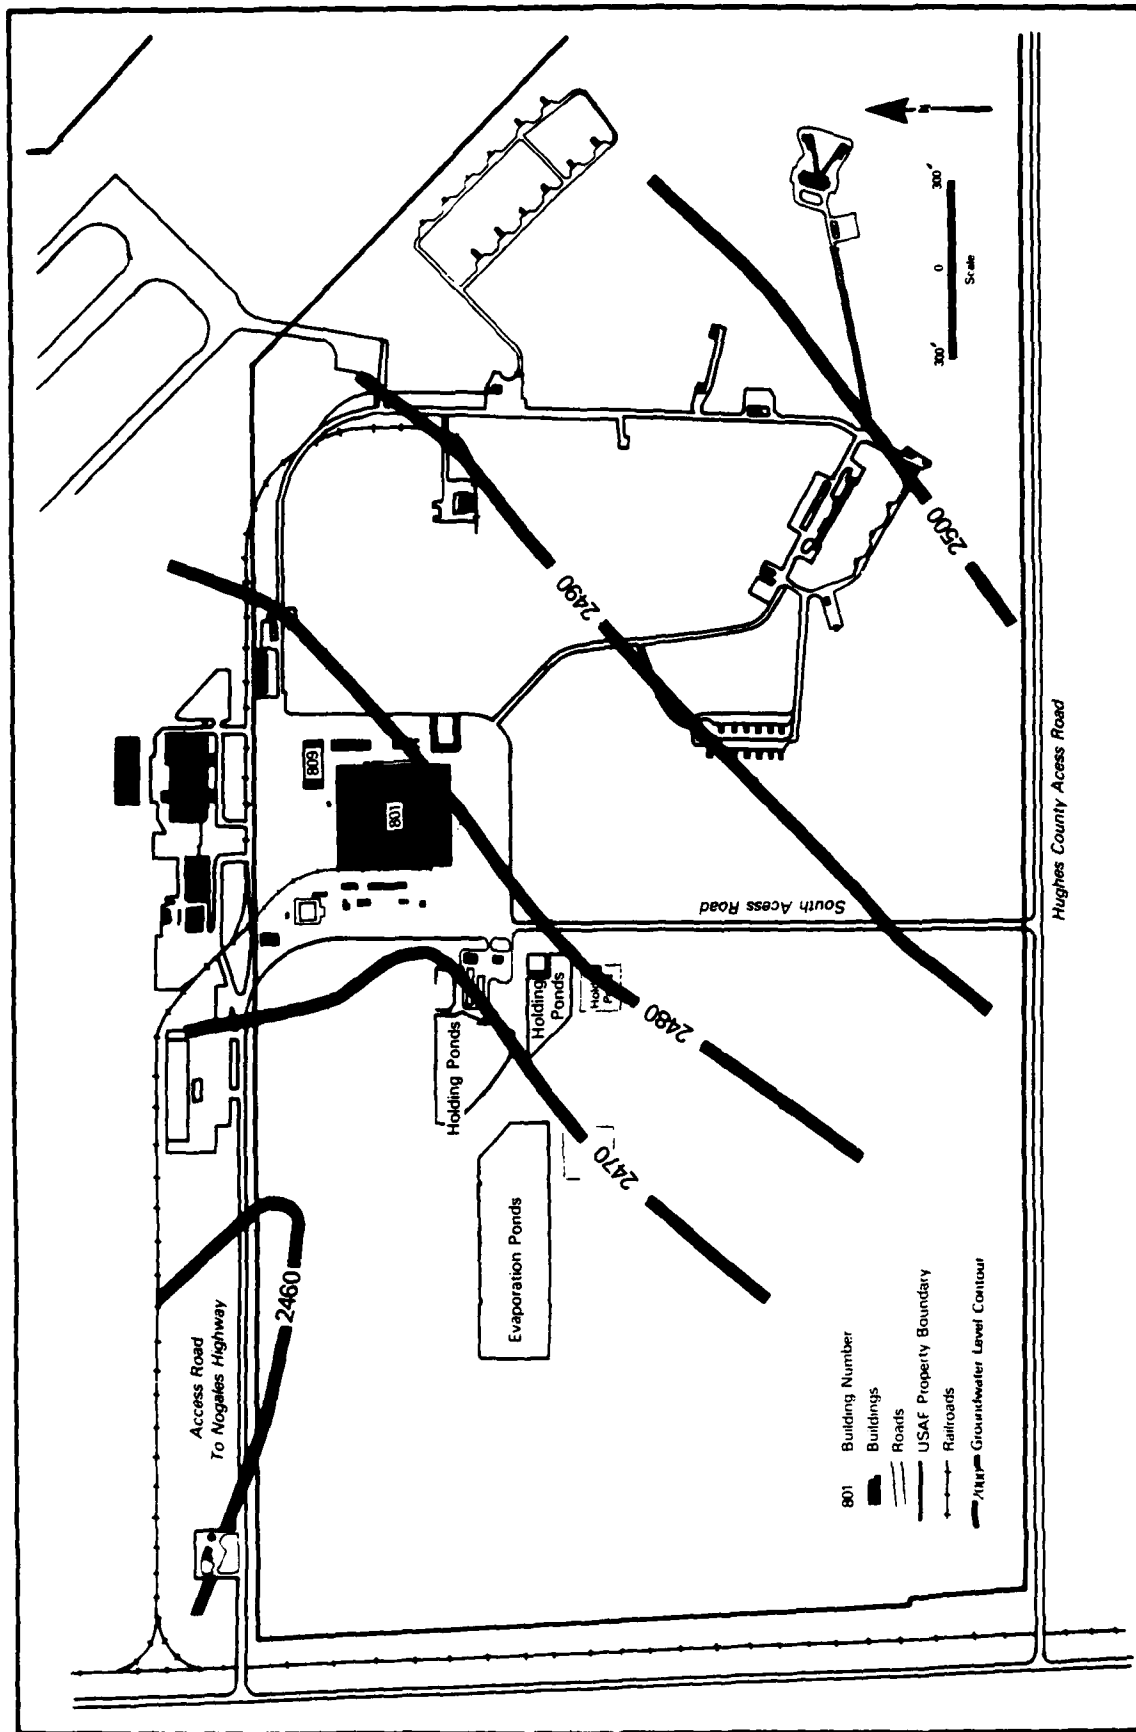 N
300' 0 300'
Scale
809
801
2460
2470
2480
2490
2500
Access Road
To Nogales Highway
Holding Ponds
Holding
Ponds
Evaporation Ponds
South Acess Road
Hughes County Acess Road
801 Building Number
Buildings
Roads
USAF Property Boundary
Railroads
Groundwater Level Contour